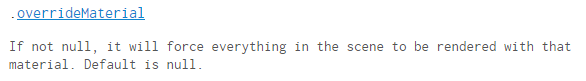 .overrideMaterial
If not null, it will force everything in the scene to be rendered with that
material. Default is null.